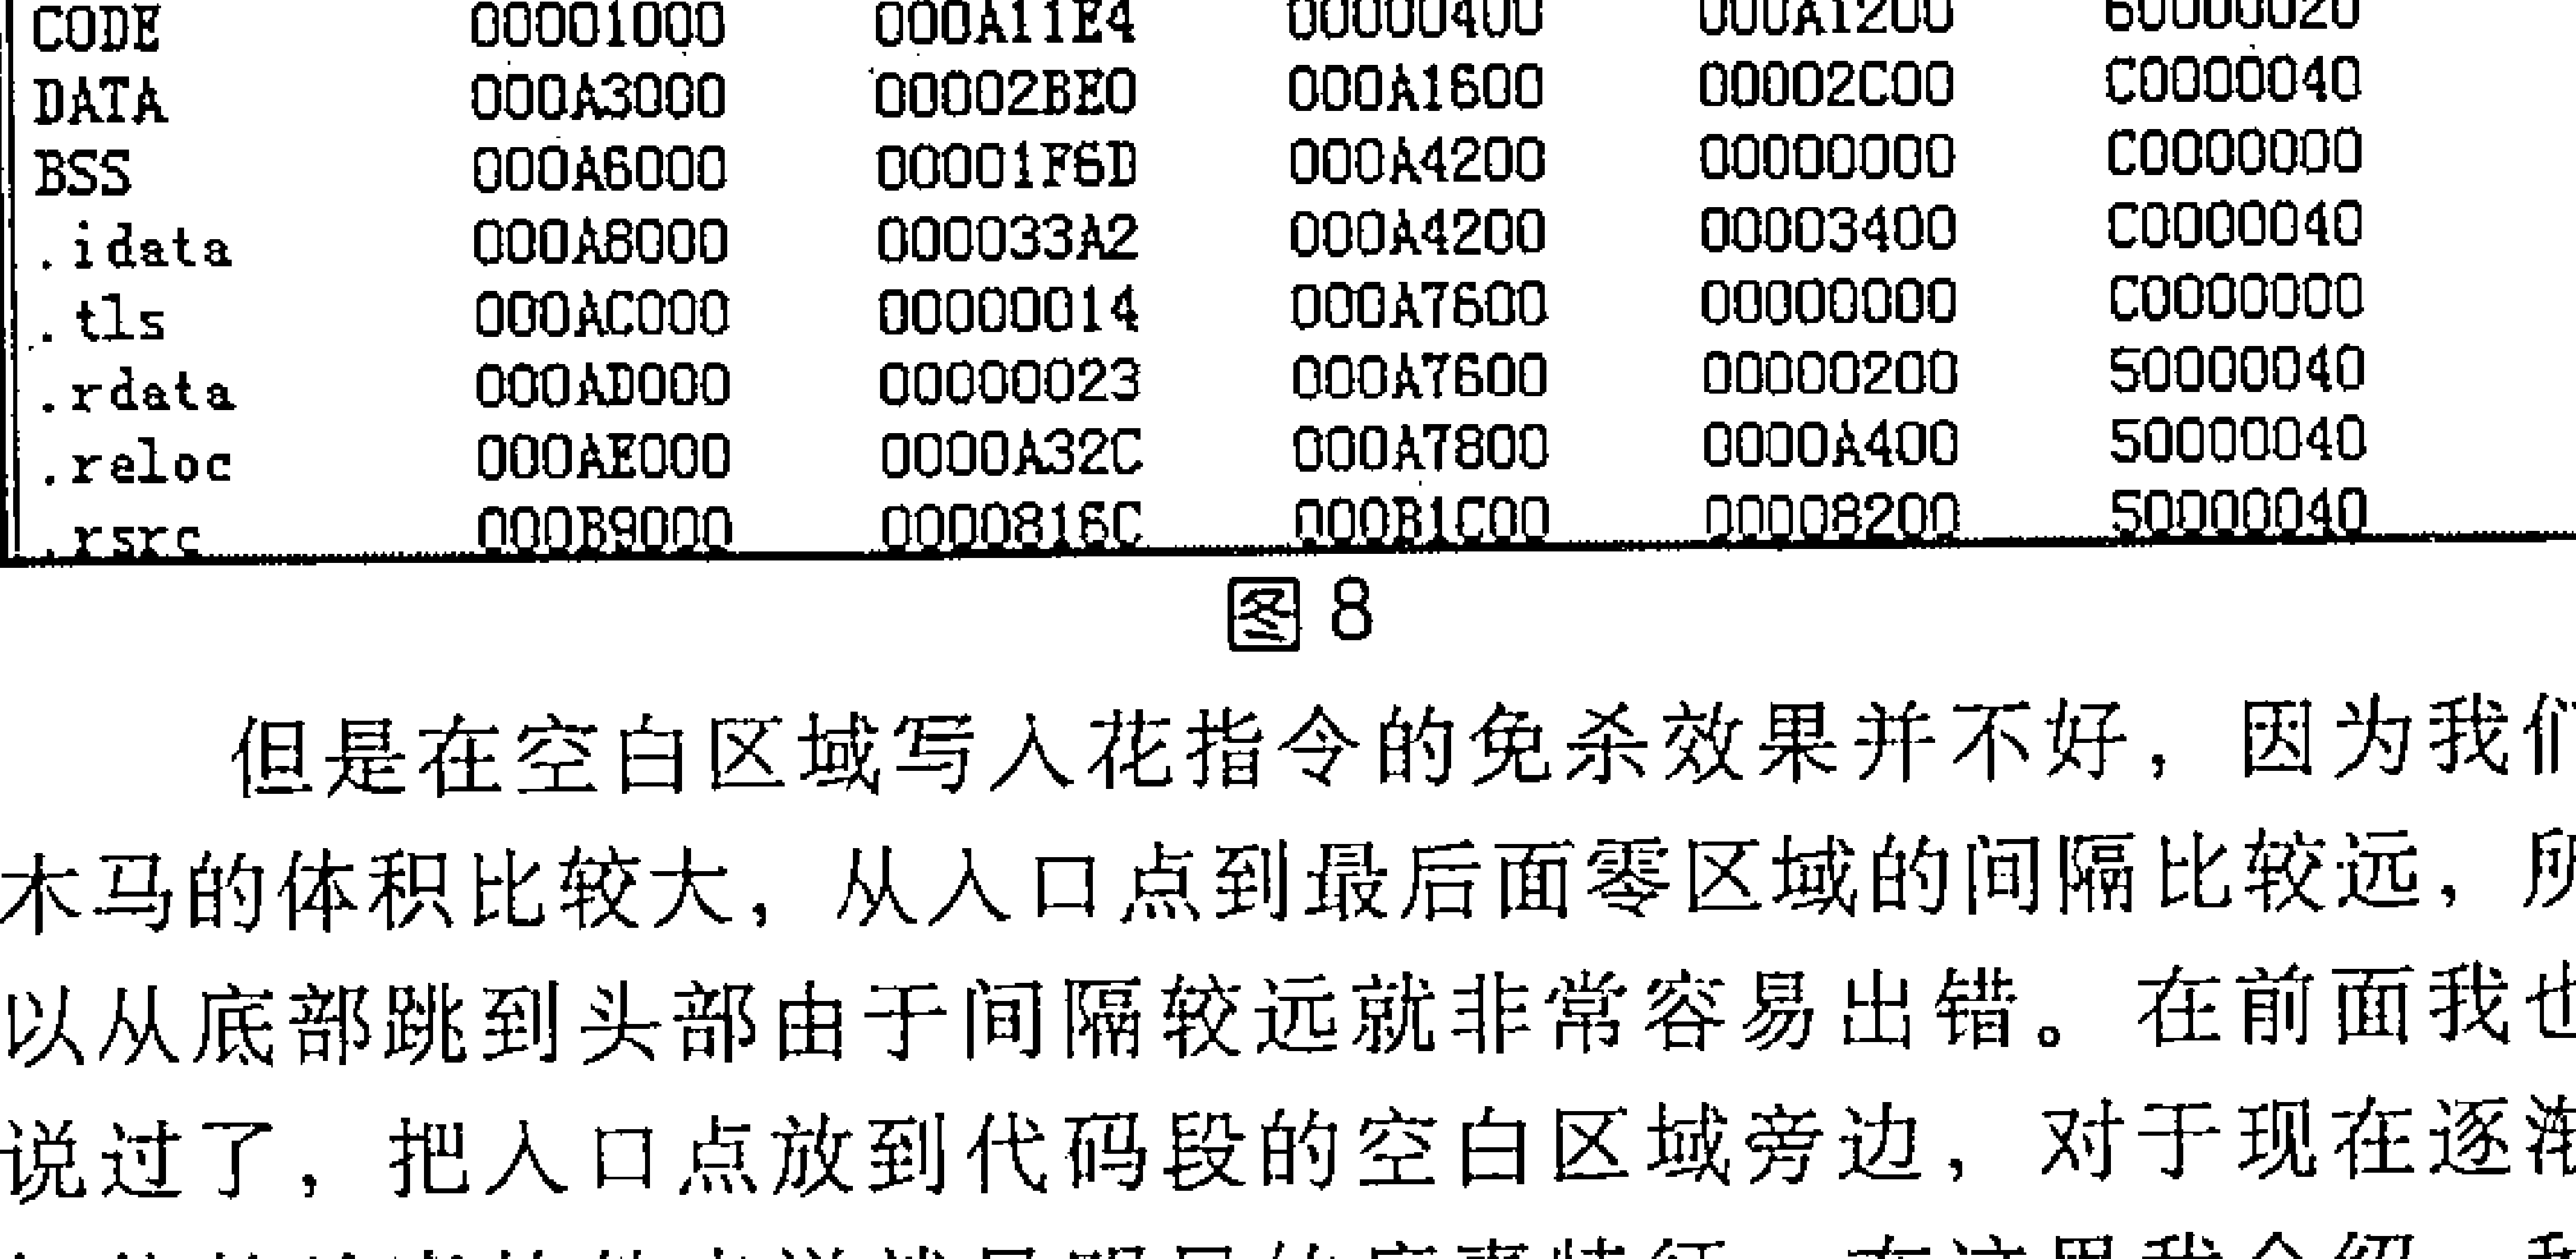 CODE 00001000 000A11E4 00000400 000A1200 60000020
DATA 000A3000 00002BE0 000A1600 00002C00 C0000040
BSS 000A6000 00001F6D 000A4200 00000000 C0000000
.idata 000A8000 000033A2 000A4200 00003400 C0000040
.tls 000AC000 00000014 000A7600 00000000 C0000000
.rdata 000AD000 00000023 000A7600 00000200 50000040
.reloc 000AE000 0000A32C 000A7800 0000A400 50000040
.rsrc 000B9000 0000816C 000B1C00 00008200 50000040
图 8
但是在空白区域写入花指令的免杀效果并不好，因为我们
木马的体积比较大，从入口点到最后面零区域的间隔比较远，所
以从底部跳到头部由于间隔较远就非常容易出错。在前面我也
说过了，把入口点放到代码段的空白区域旁边，对于现在逐渐